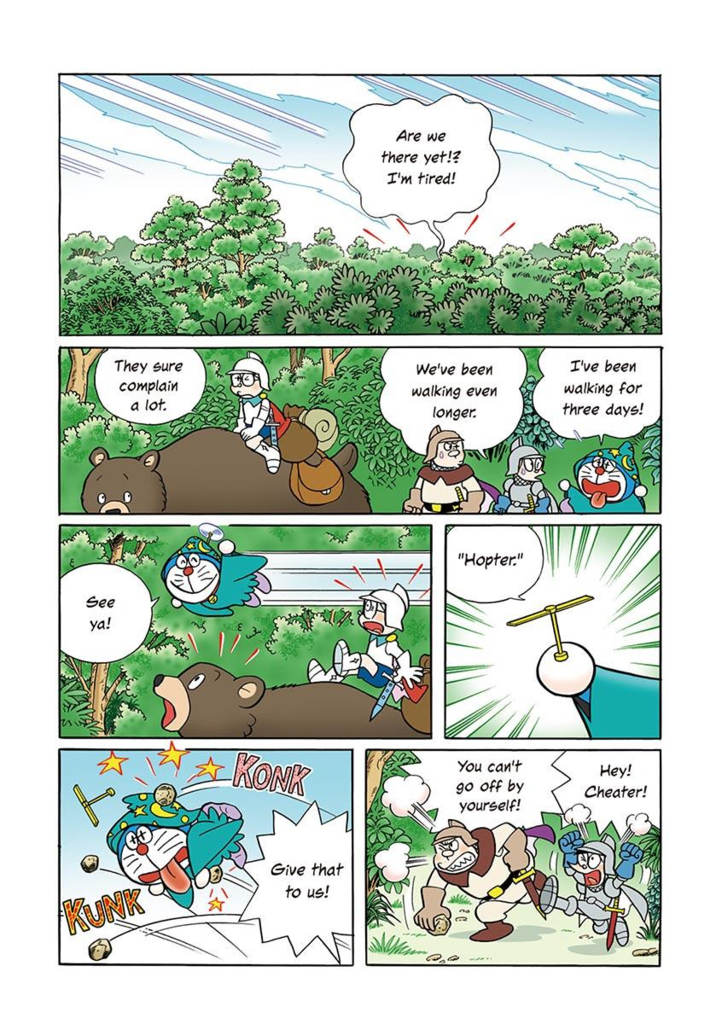 Are we
there yet!?
I'm tired!
I've been
walking for
three days!
We've been
walking even
longer.
They sure
complain
a lot.
"Hopter."
See
ya!
Hey!
Cheater!
You can't
go off by
yourself!
KONK
Give that
to us!
KUNK